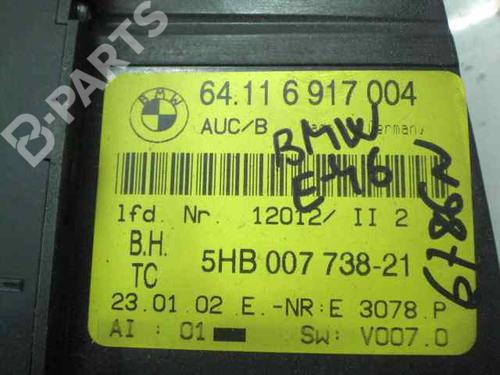 B-PARTS
BMW
64.11 6 917 004
AUC/B Germany
BMW
E46
lfd. Nr. 12012/ II 2
B.H. 5HB 007 738-21
TC
23.01.02 E.-NR:E 3078.P
AI : 01 SW: V007.0
6786N